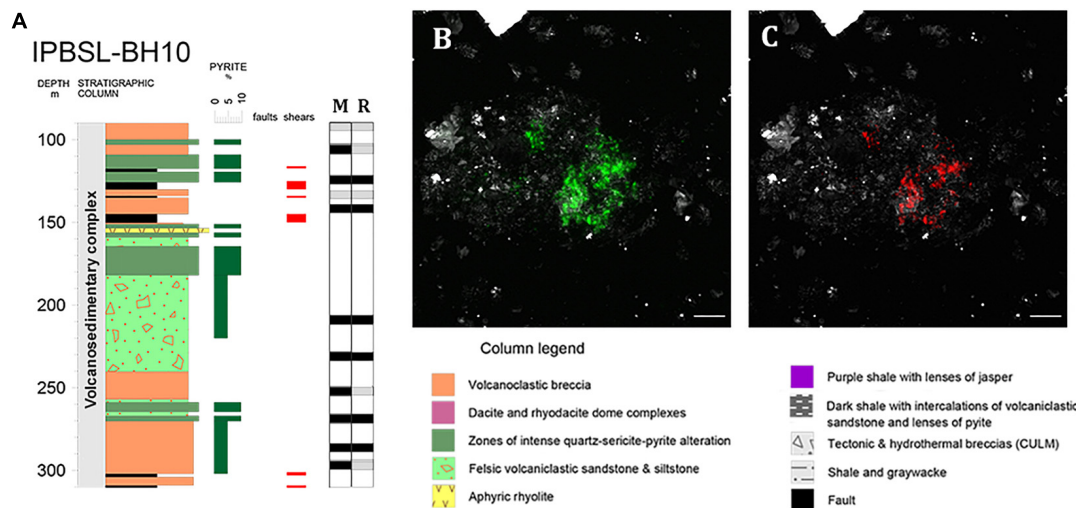 A
IPBSL-BH10
DEPTH STRATIGRAPHIC
m COLUMN
PYRITE
%
0
5
10
faults shears
M R
100
150
200
250
300
Volcanosedimentary complex
B
C
Column legend
Volcanoclastic breccia
Dacite and rhyodacite dome complexes
Zones of intense quartz-sericite-pyrite alteration
Felsic volcaniclastic sandstone & siltstone
Aphyric rhyolite
Purple shale with lenses of jasper
Dark shale with intercalations of volcaniclastic
sandstone and lenses of pyite
Tectonic & hydrothermal breccias (CULM)
Shale and graywacke
Fault